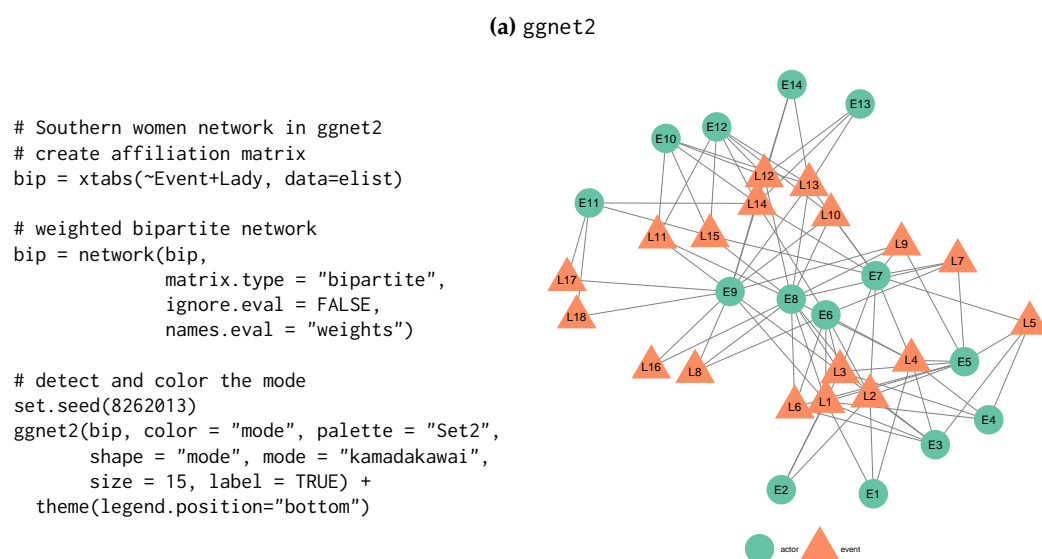 (a) ggnet2
# Southern women network in ggnet2
# create affiliation matrix
bip = xtabs(~Event+Lady, data=elist)
# weighted bipartite network
bip = network(bip,
matrix.type = "bipartite",
ignore.eval = FALSE,
names.eval = "weights")
# detect and color the mode
set.seed(8262013)
ggnet2(bip, color = "mode", palette = "Set2",
shape = "mode", mode = "kamadakawai",
size = 15, label = TRUE) +
theme(legend.position="bottom")
E14
E13
E12
E10
L12
L13
E11
L14
L10
L11
L15
L9
L7
L17
E7
E9
E8
L18
E6
L5
L16
L8
L3
L4
E5
L6
L1
L2
E4
E3
E2
E1
actor
event